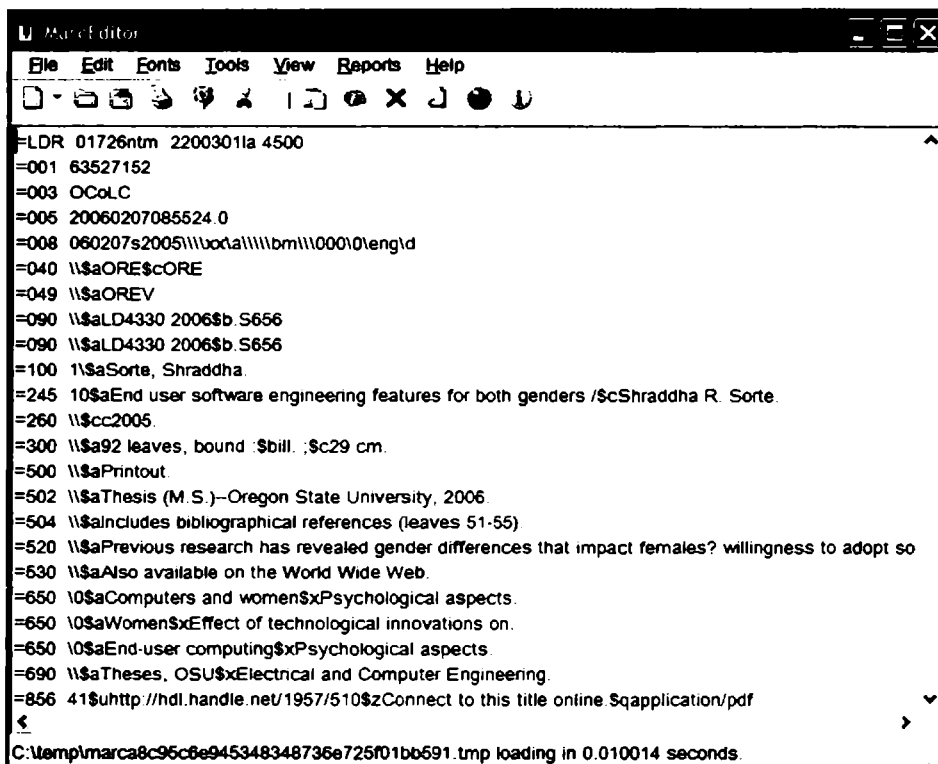 MarcEditor
File Edit Fonts Tools View Reports Help
=LDR 01726ntm 2200301Ia 4500
=001 63527152
=003 OCoLC
=005 20060207085524.0
=008 060207s2005\\\\xx\a\\\\\bm\\\000\0\eng\d
=040 \\$aORE$cORE
=049 \\$aOREV
=090 \\$aLD4330 2006$b.S656
=090 \\$aLD4330 2006$b.S656
=100 1\$aSorte, Shraddha.
=245 10$aEnd user software engineering features for both genders /$cShraddha R. Sorte.
=260 \\$cc2005.
=300 \\$a92 leaves, bound :$bill. ;$c29 cm.
=500 \\$aPrintout.
=502 \\$aThesis (M.S.)--Oregon State University, 2006.
=504 \\$aIncludes bibliographical references (leaves 51-55).
=520 \\$aPrevious research has revealed gender differences that impact females? willingness to adopt so
=530 \\$aAlso available on the World Wide Web.
=650 \0$aComputers and women$xPsychological aspects.
=650 \0$aWomen$xEffect of technological innovations on.
=650 \0$aEnd-user computing$xPsychological aspects.
=690 \\$aTheses, OSU$xElectrical and Computer Engineering.
=856 41$uhttp://hdl.handle.net/1957/510$zConnect to this title online.$qapplication/pdf
C:\temp\marca8c95c6e945348348736e725f01bb591.tmp loading in 0.010014 seconds.